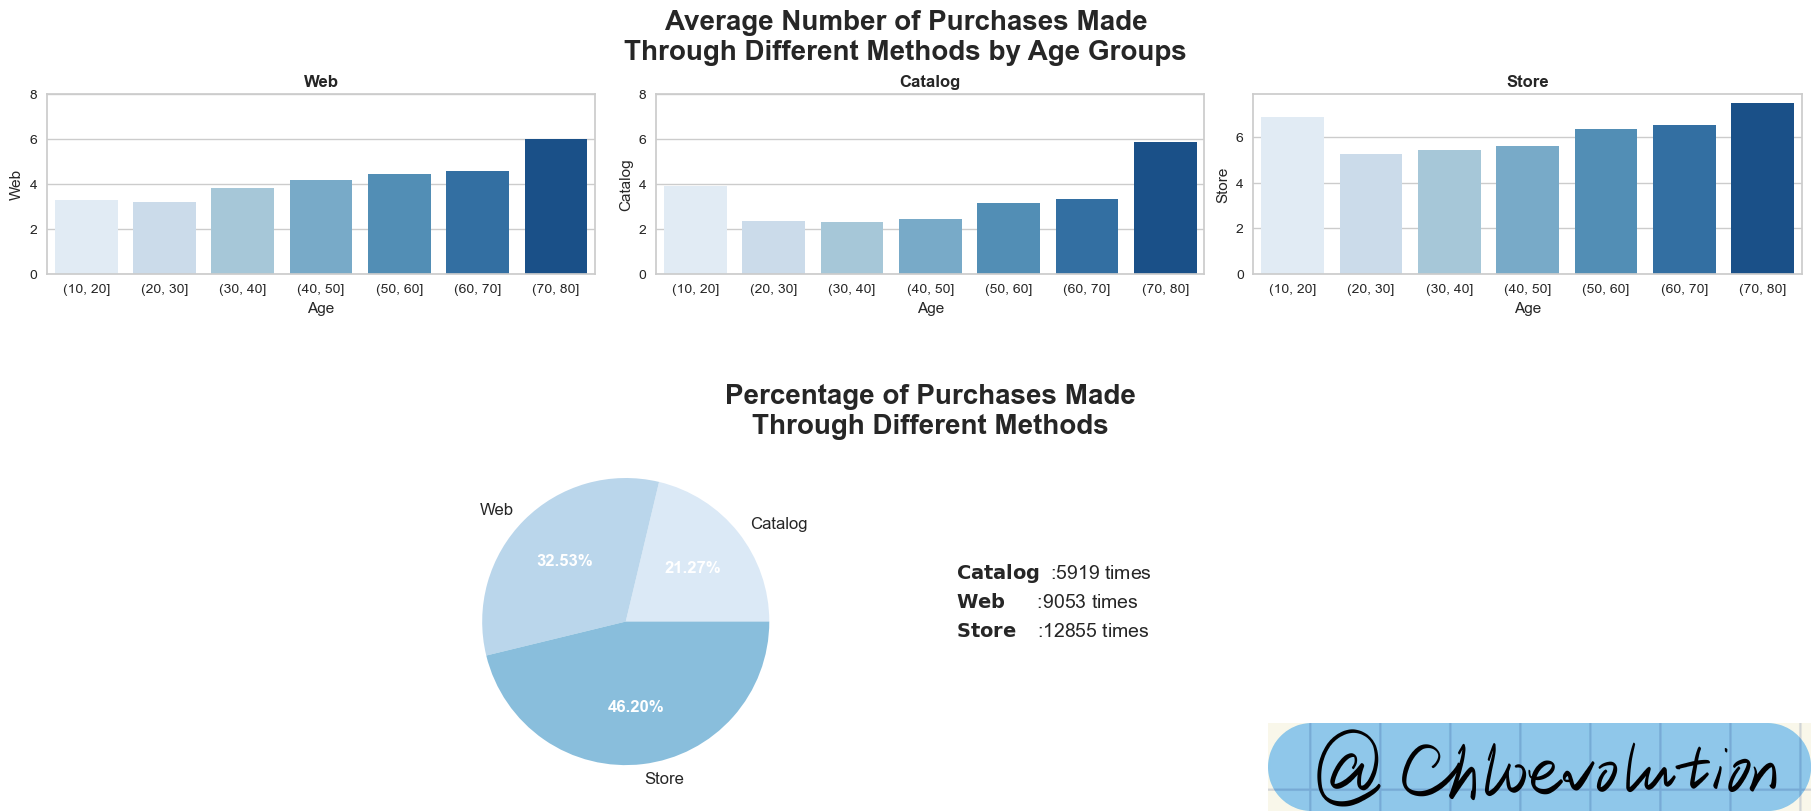 Average Number of Purchases Made
Through Different Methods by Age Groups
Web
Web
8
6
4
2
0
(10, 20] (20, 30] (30, 40] (40, 50] (50, 60] (60, 70] (70, 80]
Age
Catalog
Catalog
8
6
4
2
0
(10, 20] (20, 30] (30, 40] (40, 50] (50, 60] (60, 70] (70, 80]
Age
Store
Store
6
4
2
0
(10, 20] (20, 30] (30, 40] (40, 50] (50, 60] (60, 70] (70, 80]
Age
Percentage of Purchases Made
Through Different Methods
Web
32.53%
Catalog
21.27%
46.20%
Store
Catalog :5919 times
Web :9053 times
Store :12855 times
@Chloevolution